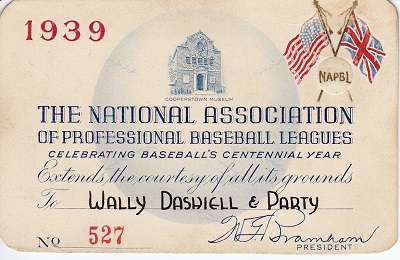 1939
NAPBL
COOPERSTOWN MUSEUM
THE NATIONAL ASSOCIATION
OF PROFESSIONAL BASEBALL LEAGUES
CELEBRATING BASEBALL'S CENTENNIAL YEAR
Extends the courtesy of all its grounds
To WALLY DASHIELL & PARTY
No 527
W G Bramham
PRESIDENT